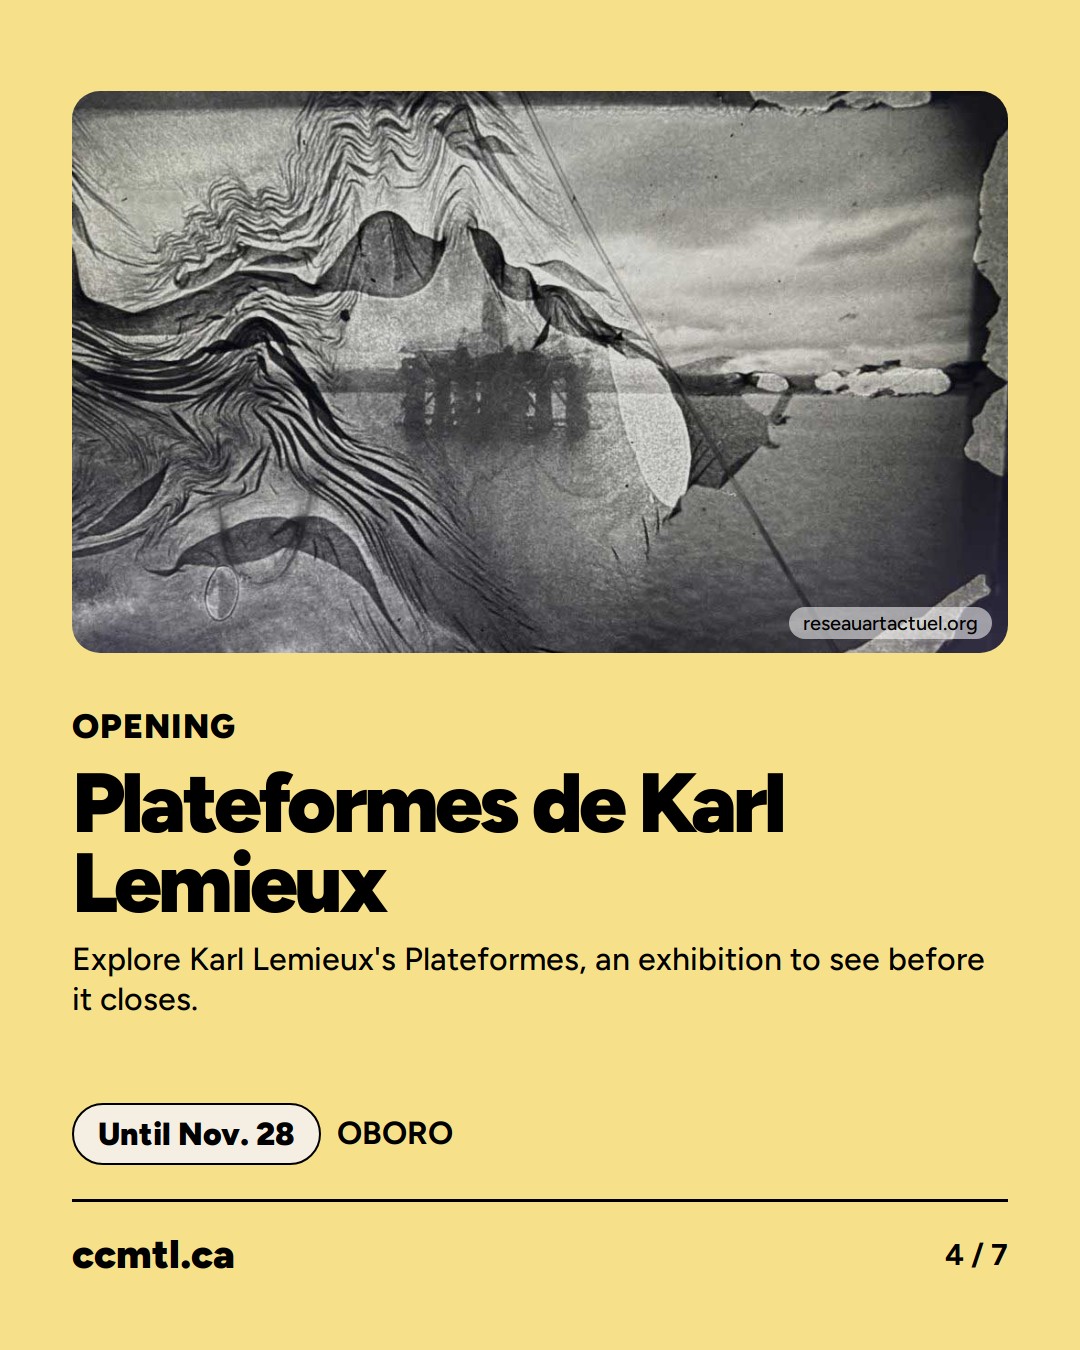 reseauartactuel.org
OPENING
Plateformes de Karl
Lemieux
Explore Karl Lemieux's Plateformes, an exhibition to see before
it closes.
Until Nov. 28 OBORO
ccmtl.ca 4 / 7